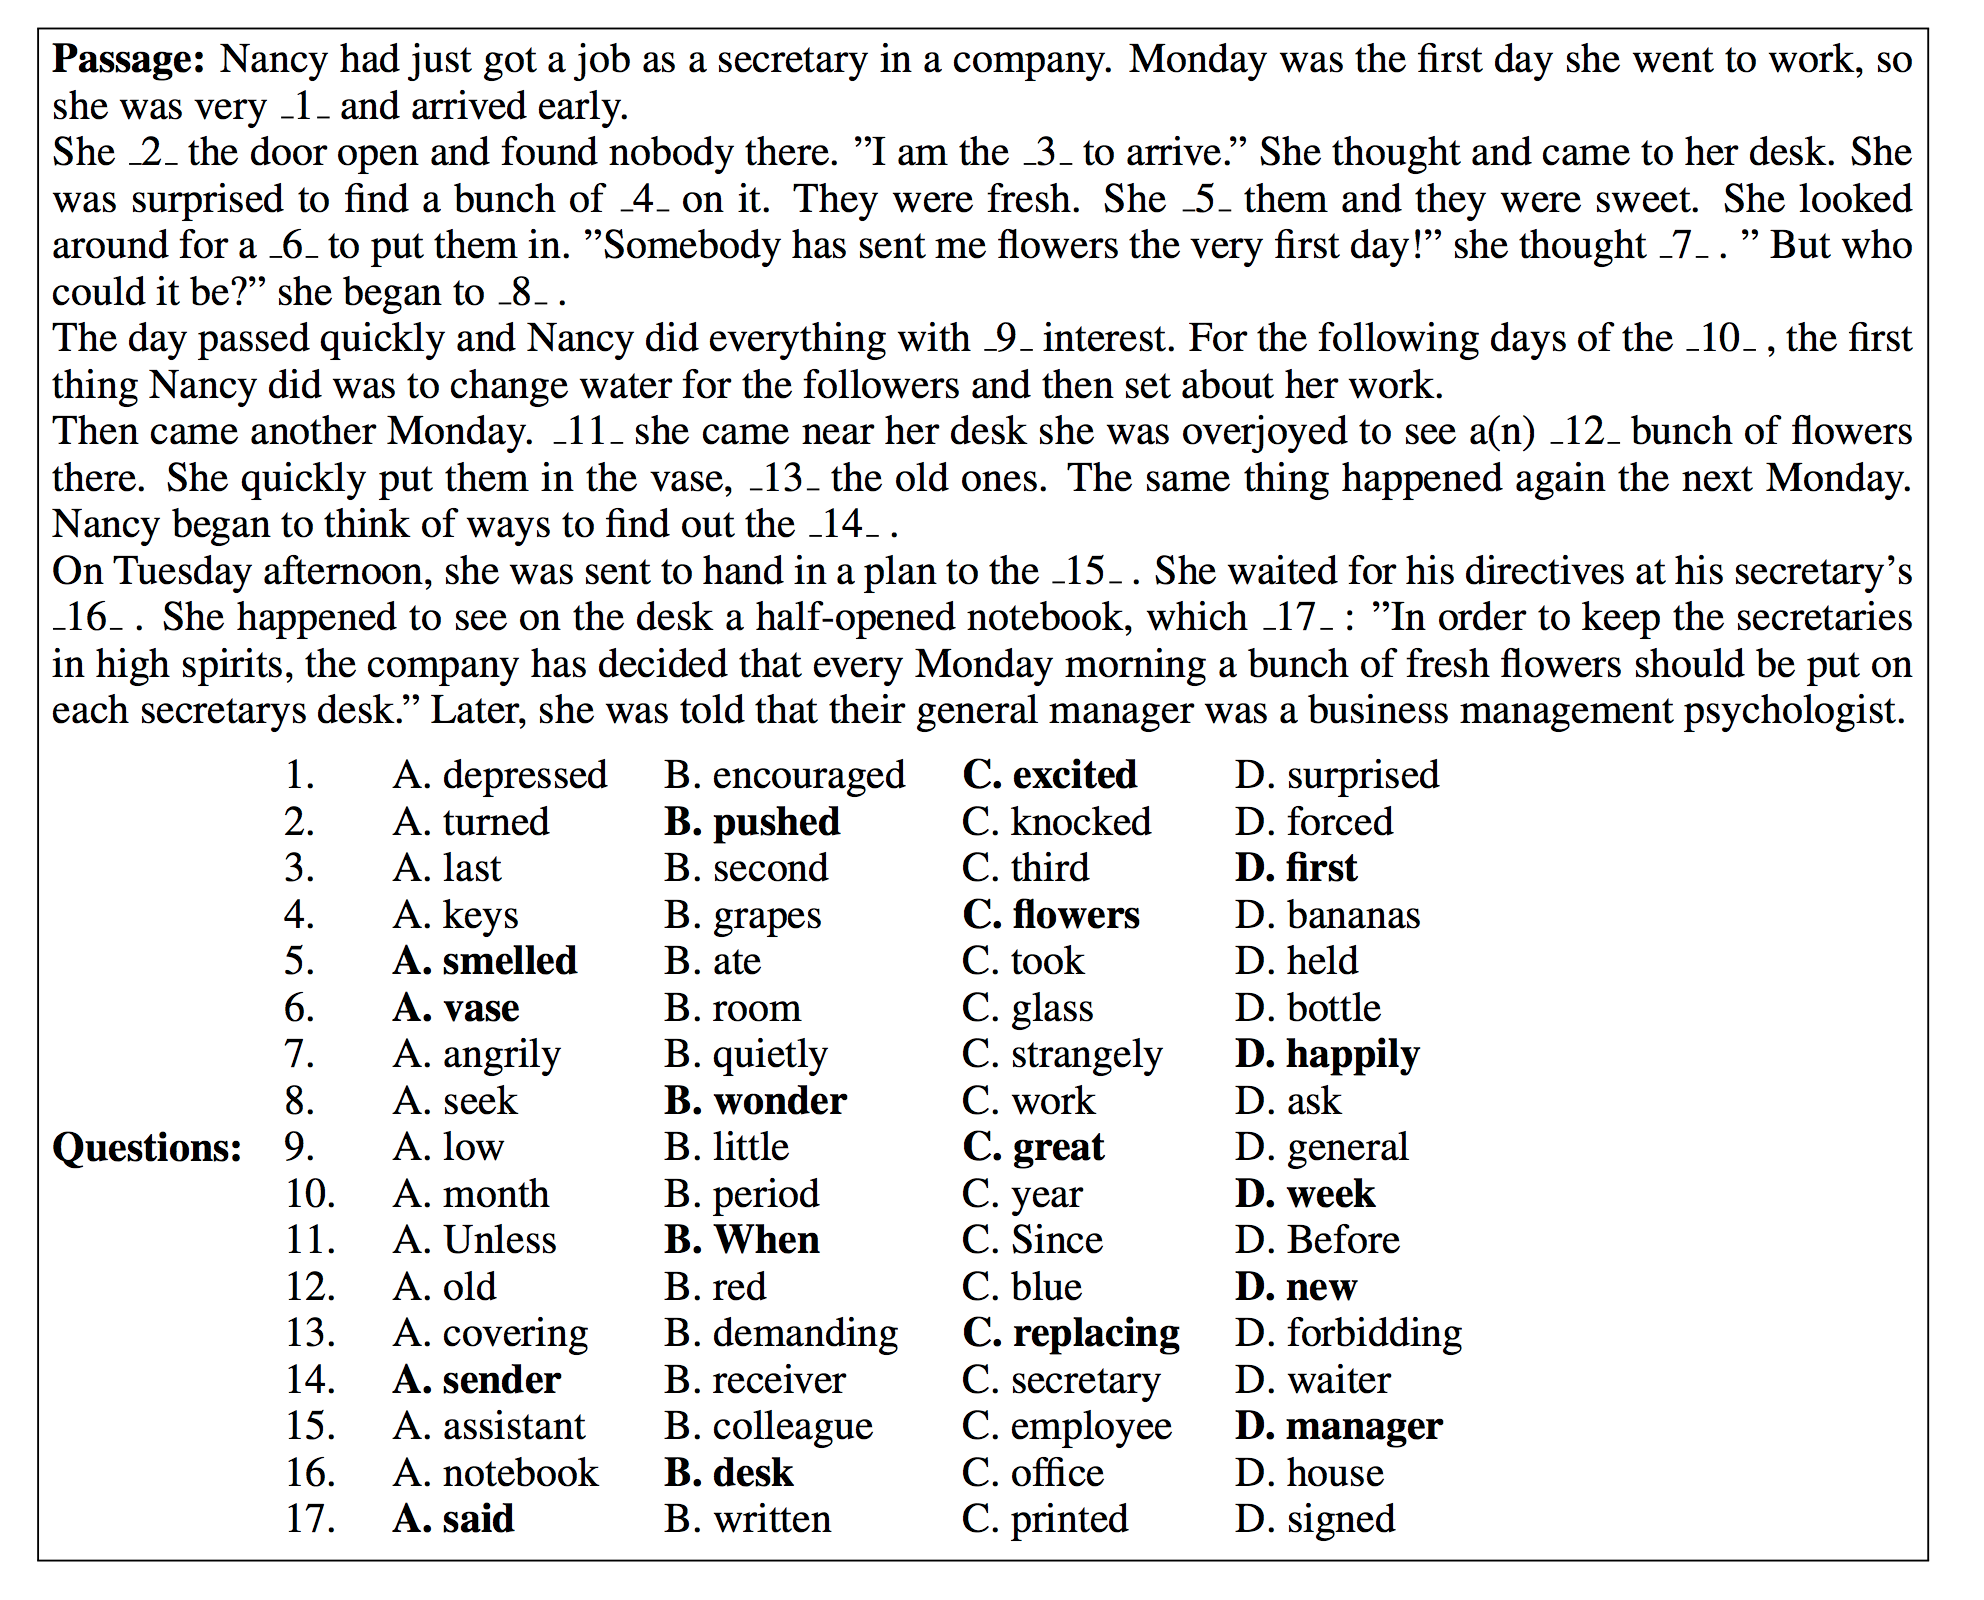 Passage: Nancy had just got a job as a secretary in a company. Monday was the first day she went to work, so
she was very _1_ and arrived early.
She _2_ the door open and found nobody there. ”I am the _3_ to arrive.” She thought and came to her desk. She
was surprised to find a bunch of _4_ on it. They were fresh. She _5_ them and they were sweet. She looked
around for a _6_ to put them in. ”Somebody has sent me flowers the very first day!” she thought _7_ . ” But who
could it be?” she began to _8_ .
The day passed quickly and Nancy did everything with _9_ interest. For the following days of the _10_ , the first
thing Nancy did was to change water for the followers and then set about her work.
Then came another Monday. _11_ she came near her desk she was overjoyed to see a(n) _12_ bunch of flowers
there. She quickly put them in the vase, _13_ the old ones. The same thing happened again the next Monday.
Nancy began to think of ways to find out the _14_ .
On Tuesday afternoon, she was sent to hand in a plan to the _15_ . She waited for his directives at his secretary’s
_16_ . She happened to see on the desk a half-opened notebook, which _17_ : ”In order to keep the secretaries
in high spirits, the company has decided that every Monday morning a bunch of fresh flowers should be put on
each secretarys desk.” Later, she was told that their general manager was a business management psychologist.
1. A. depressed B. encouraged C. excited D. surprised
2. A. turned B. pushed C. knocked D. forced
3. A. last B. second C. third D. first
4. A. keys B. grapes C. flowers D. bananas
5. A. smelled B. ate C. took D. held
6. A. vase B. room C. glass D. bottle
7. A. angrily B. quietly C. strangely D. happily
8. A. seek B. wonder C. work D. ask
Questions: 9. A. low B. little C. great D. general
10. A. month B. period C. year D. week
11. A. Unless B. When C. Since D. Before
12. A. old B. red C. blue D. new
13. A. covering B. demanding C. replacing D. forbidding
14. A. sender B. receiver C. secretary D. waiter
15. A. assistant B. colleague C. employee D. manager
16. A. notebook B. desk C. office D. house
17. A. said B. written C. printed D. signed